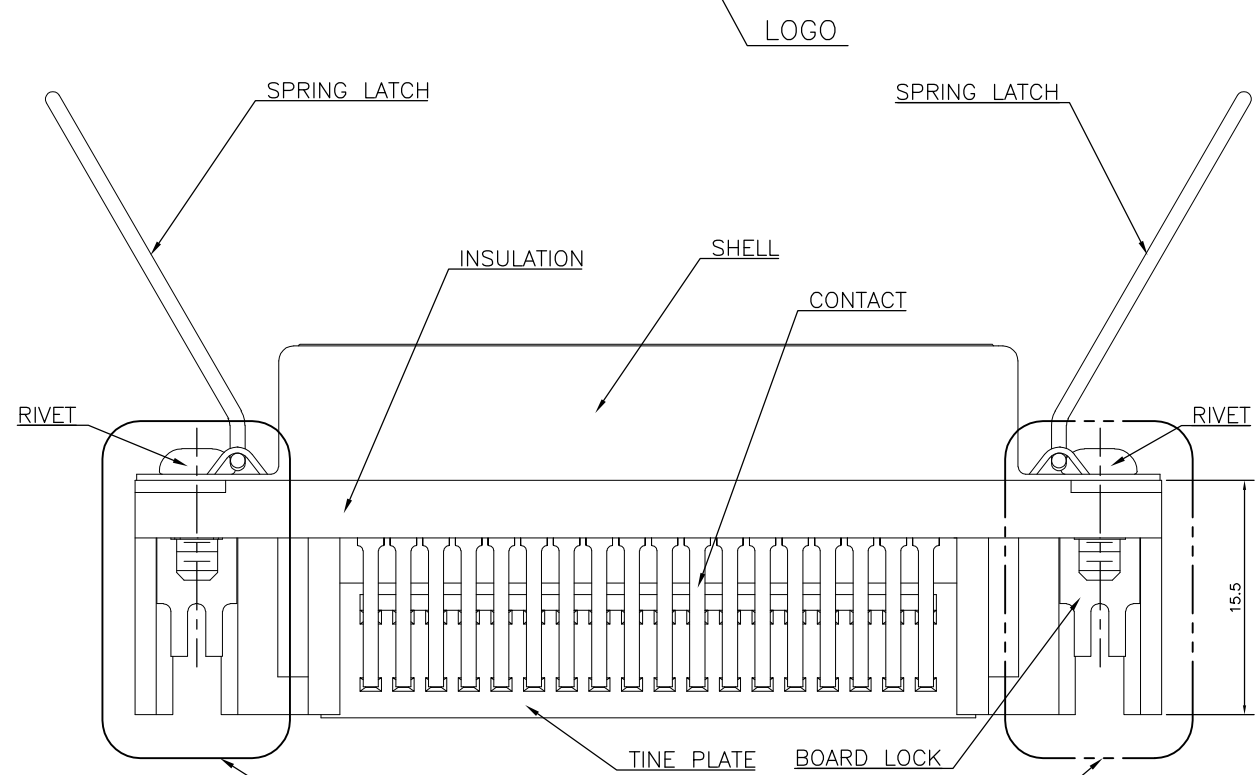 LOGO
SPRING LATCH
SPRING LATCH
SHELL
INSULATION
CONTACT
RIVET
RIVET
15.5
TINE PLATE
BOARD LOCK